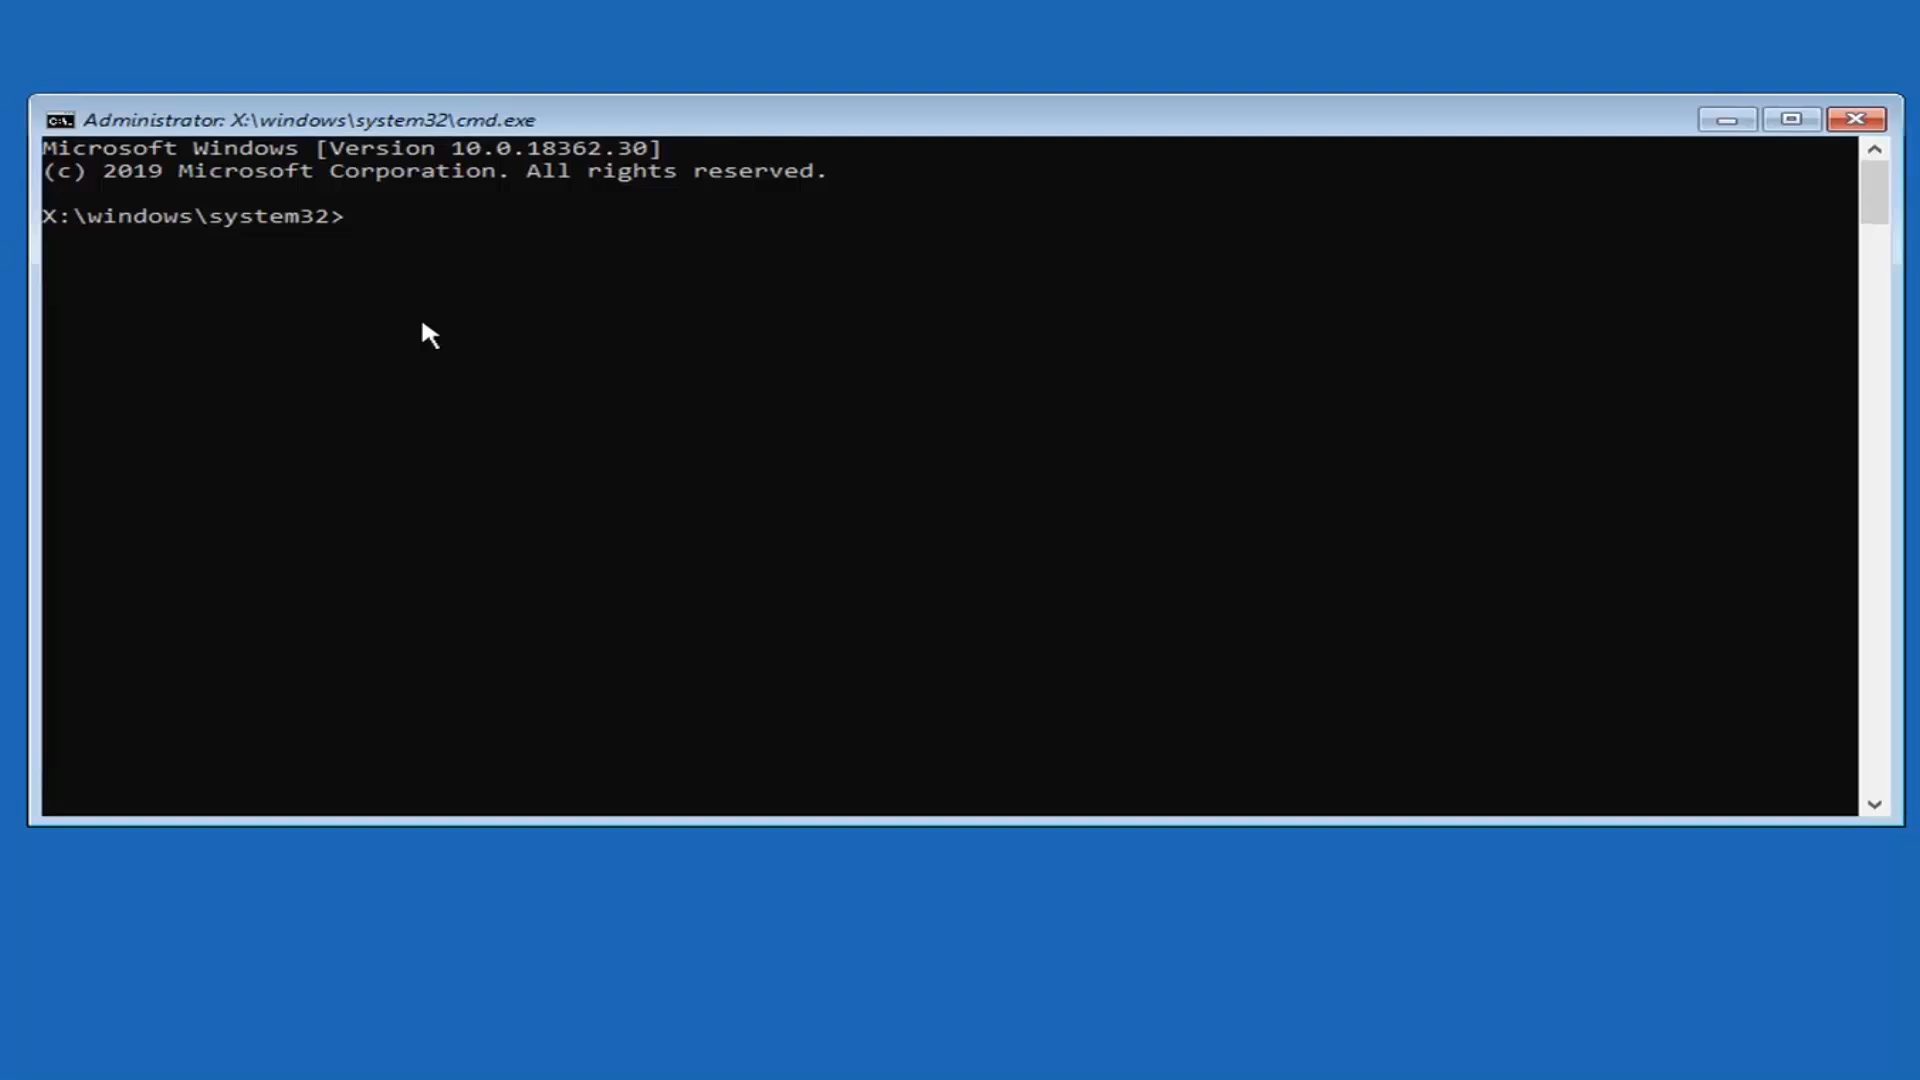 Administrator: X:\windows\system32\cmd.exe
Microsoft Windows [Version 10.0.18362.30]
(c) 2019 Microsoft Corporation. All rights reserved.
X:\windows\system32>